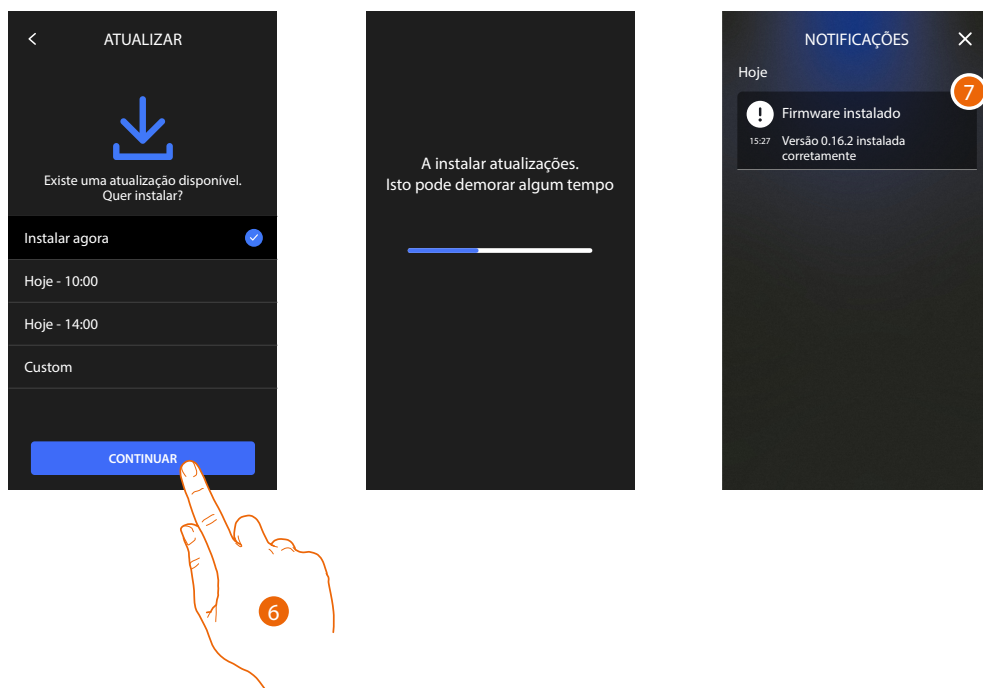 ATUALIZAR
Existe uma atualização disponível.
Quer instalar?
Instalar agora
Hoje - 10:00
Hoje - 14:00
Custom
CONTINUAR
6
A instalar atualizações.
Isto pode demorar algum tempo
NOTIFICAÇÕES
Hoje
7
Firmware instalado
15:27 Versão 0.16.2 instalada
corretamente